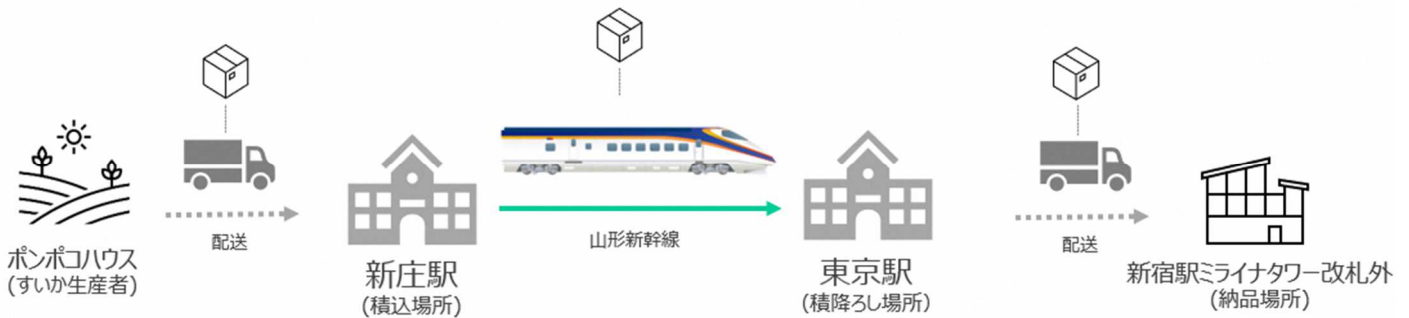 ポンポコハウス
(すいか生産者)
配送
新庄駅
(積込場所)
山形新幹線
東京駅
(積降ろし場所)
配送
新宿駅ミライナタワー改札外
(納品場所)